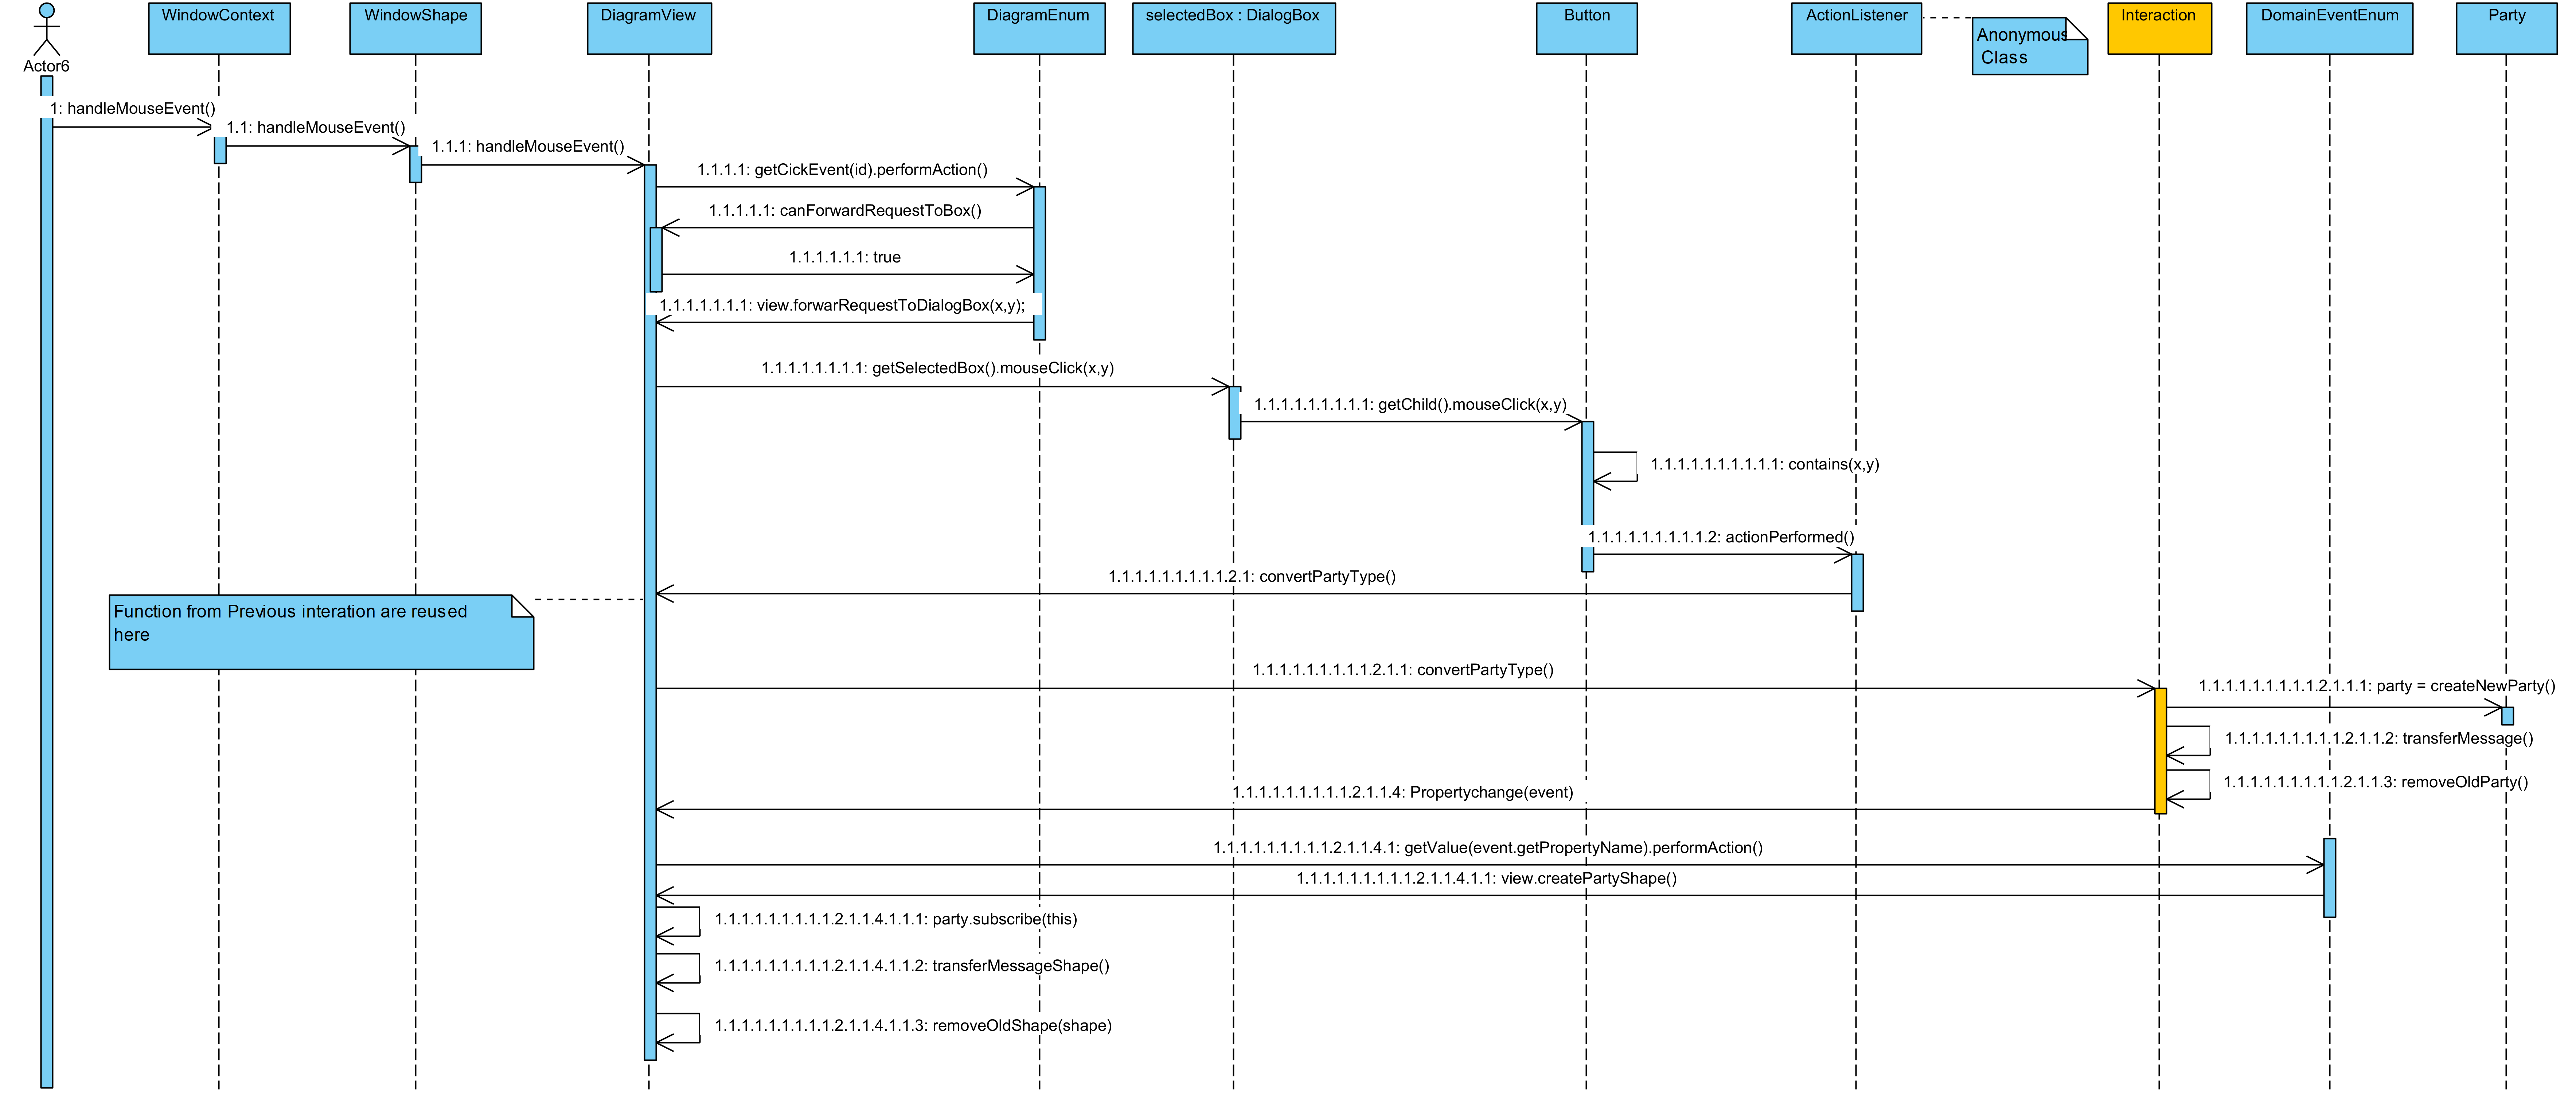 Actor6
WindowContext
WindowShape
DiagramView
DiagramEnum
selectedBox : DialogBox
Button
ActionListener
Anonymous
Class
Interaction
DomainEventEnum
Party
1: handleMouseEvent()
1.1: handleMouseEvent()
1.1.1: handleMouseEvent()
1.1.1.1: getCickEvent(id).performAction()
1.1.1.1.1: canForwardRequestToBox()
1.1.1.1.1.1: true
1.1.1.1.1.1.1: view.forwarRequestToDialogBox(x,y);
1.1.1.1.1.1.1.1: getSelectedBox().mouseClick(x,y)
1.1.1.1.1.1.1.1.1: getChild().mouseClick(x,y)
1.1.1.1.1.1.1.1.1.1: contains(x,y)
1.1.1.1.1.1.1.1.1.2: actionPerformed()
1.1.1.1.1.1.1.1.1.2.1: convertPartyType()
Function from Previous interation are reused
here
1.1.1.1.1.1.1.1.1.2.1.1: convertPartyType()
1.1.1.1.1.1.1.1.1.2.1.1.1: party = createNewParty()
1.1.1.1.1.1.1.1.1.2.1.1.2: transferMessage()
1.1.1.1.1.1.1.1.1.2.1.1.3: removeOldParty()
1.1.1.1.1.1.1.1.1.2.1.1.4: Propertychange(event)
1.1.1.1.1.1.1.1.1.2.1.1.4.1: getValue(event.getPropertyName).performAction()
1.1.1.1.1.1.1.1.1.2.1.1.4.1.1: view.createPartyShape()
1.1.1.1.1.1.1.1.1.2.1.1.4.1.1.1: party.subscribe(this)
1.1.1.1.1.1.1.1.1.2.1.1.4.1.1.2: transferMessageShape()
1.1.1.1.1.1.1.1.1.2.1.1.4.1.1.3: removeOldShape(shape)